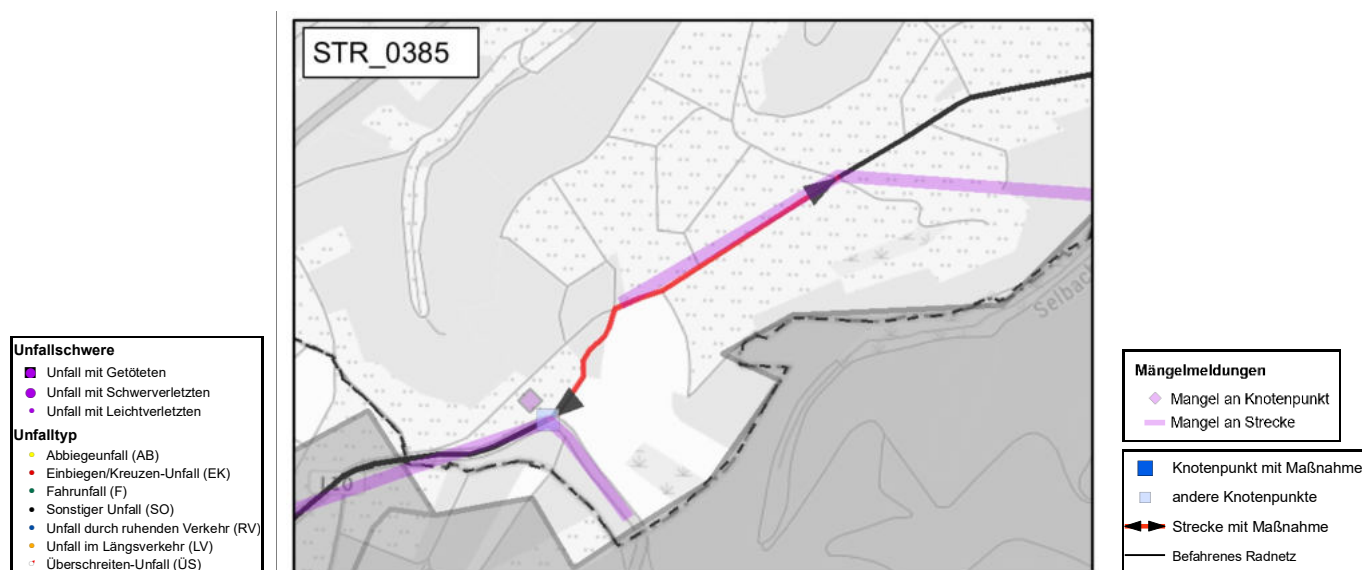 STR_0385
Selbach
L20
Unfallschwere
Unfall mit Getöteten
Unfall mit Schwerverletzten
Unfall mit Leichtverletzten
Unfalltyp
Abbiegeunfall (AB)
Einbiegen/Kreuzen-Unfall (EK)
Fahrunfall (F)
Sonstiger Unfall (SO)
Unfall durch ruhenden Verkehr (RV)
Unfall im Längsverkehr (LV)
Überschreiten-Unfall (ÜS)
Mängelmeldungen
Mangel an Knotenpunkt
Mangel an Strecke
Knotenpunkt mit Maßnahme
andere Knotenpunkte
Strecke mit Maßnahme
Befahrenes Radnetz